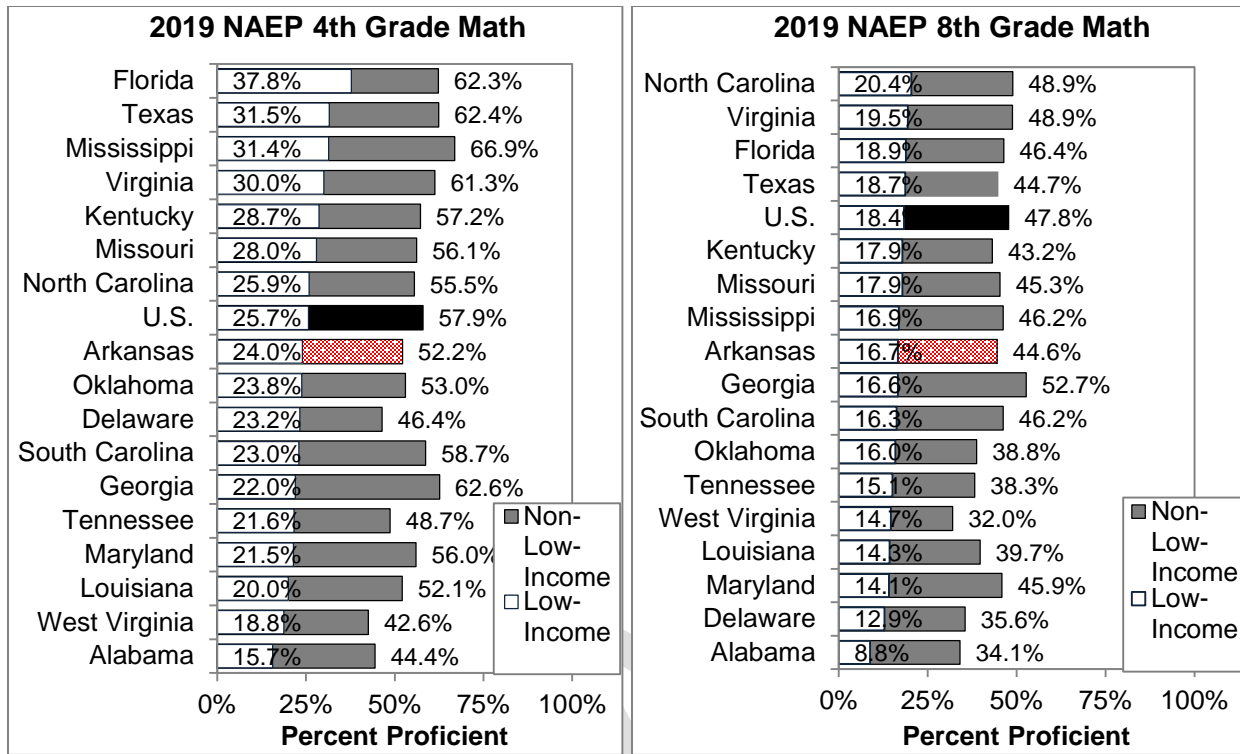 2019 NAEP 4th Grade Math
Florida 37.8% 62.3%
Texas 31.5% 62.4%
Mississippi 31.4% 66.9%
Virginia 30.0% 61.3%
Kentucky 28.7% 57.2%
Missouri 28.0% 56.1%
North Carolina 25.9% 55.5%
U.S. 25.7% 57.9%
Arkansas 24.0% 52.2%
Oklahoma 23.8% 53.0%
Delaware 23.2% 46.4%
South Carolina 23.0% 58.7%
Georgia 22.0% 62.6%
Tennessee 21.6% 48.7%
Maryland 21.5% 56.0%
Louisiana 20.0% 52.1%
West Virginia 18.8% 42.6%
Alabama 15.7% 44.4%
Non-
Low-
Income
Low-
Income
0% 25% 50% 75% 100%
Percent Proficient
2019 NAEP 8th Grade Math
North Carolina 20.4% 48.9%
Virginia 19.5% 48.9%
Florida 18.9% 46.4%
Texas 18.7% 44.7%
U.S. 18.4% 47.8%
Kentucky 17.9% 43.2%
Missouri 17.9% 45.3%
Mississippi 16.9% 46.2%
Arkansas 16.7% 44.6%
Georgia 16.6% 52.7%
South Carolina 16.3% 46.2%
Oklahoma 16.0% 38.8%
Tennessee 15.1% 38.3%
West Virginia 14.7% 32.0%
Louisiana 14.3% 39.7%
Maryland 14.1% 45.9%
Delaware 12.9% 35.6%
Alabama 8.8% 34.1%
Non-
Low-
Income
Low-
Income
0% 25% 50% 75% 100%
Percent Proficient